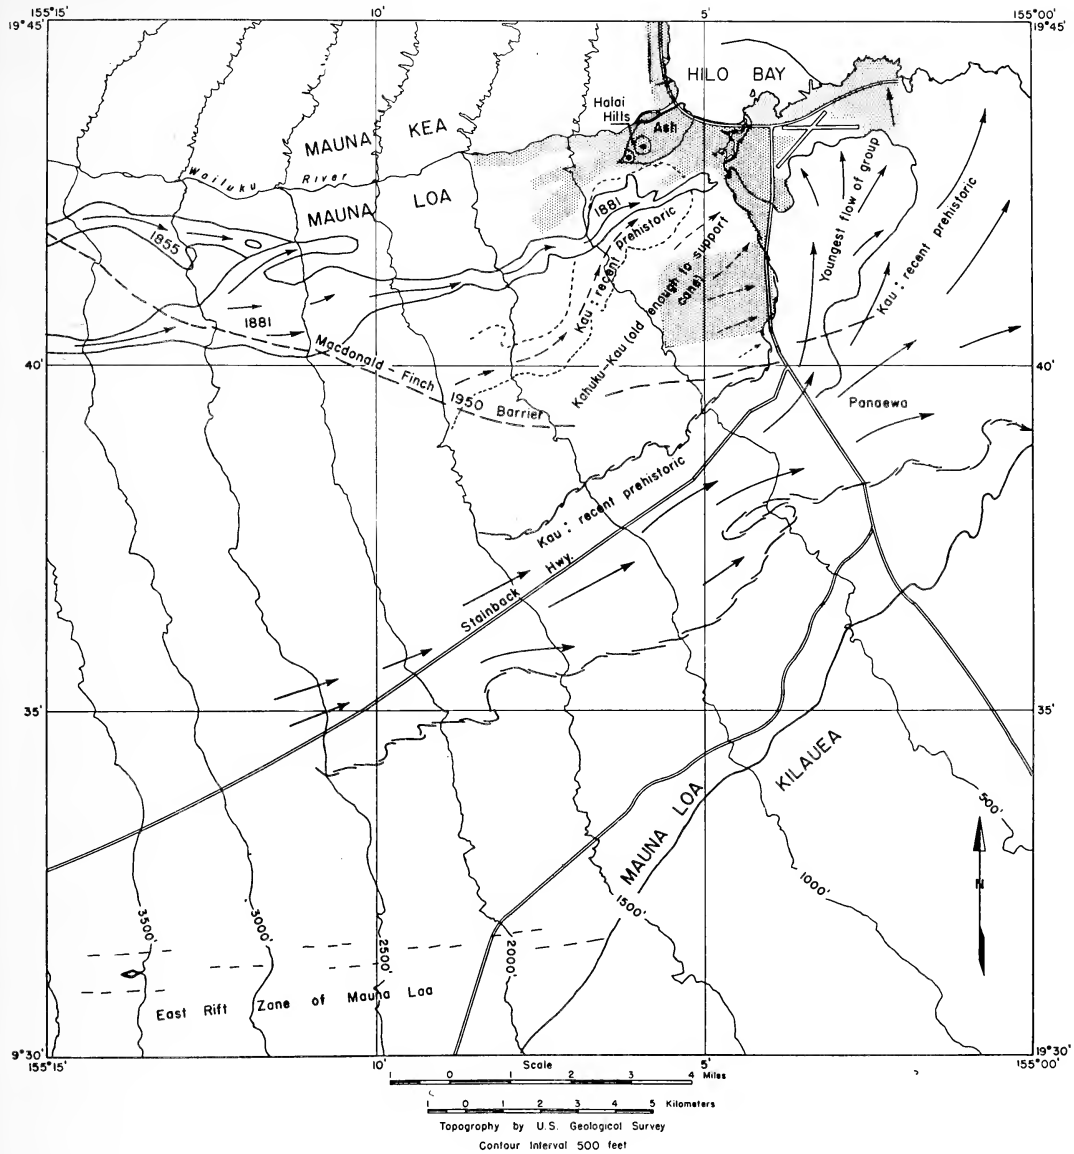 155°15' 10' 5' 155°00'
19°45' 19°45'
HILO BAY
Halai
Hills
Ash
MAUNA KEA
Wailuku River
MAUNA LOA
1855
1881
1881
Kau: recent prehistoric
Kahuku-Kau (old enough to support
cane)
Youngest flow of group
Kau: recent prehistoric
Macdonald-Finch 1950 Barrier
40' 40'
Panaewa
Kau: recent prehistoric
Stainback Hwy.
35' 35'
MAUNA LOA
KILAUEA
500'
1000'
1500'
2000'
2500'
3000'
3500'
N
East Rift Zone of Mauna Loa
9°30' 19°30'
155°15' 10' 5' 155°00'
Scale
1 0 1 2 3 4 Miles
1 0 1 2 3 4 5 Kilometers
Topography by U.S. Geological Survey
Contour Interval 500 feet